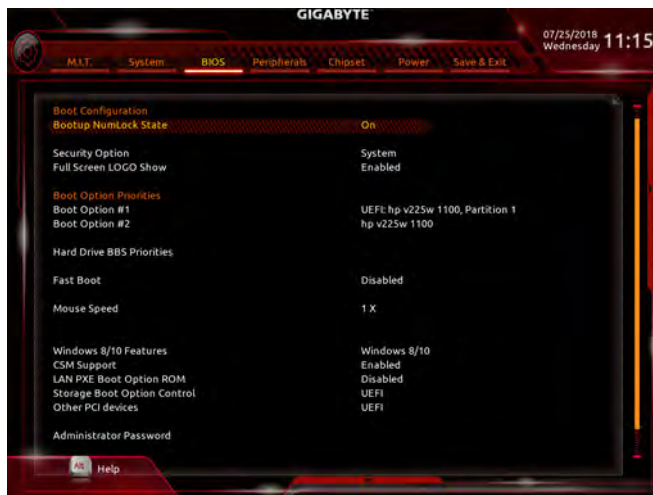 GIGABYTE
07/25/2018
Wednesday 11:15
M.I.T. System BIOS Peripherals Chipset Power Save & Exit
Boot Configuration
Bootup NumLock State On
Security Option System
Full Screen LOGO Show Enabled
Boot Option Priorities
Boot Option #1 UEFI: hp v225w 1100, Partition 1
Boot Option #2 hp v225w 1100
Hard Drive BBS Priorities
Fast Boot Disabled
Mouse Speed 1 X
Windows 8/10 Features Windows 8/10
CSM Support Enabled
LAN PXE Boot Option ROM Disabled
Storage Boot Option Control UEFI
Other PCI devices UEFI
Administrator Password
Alt Help